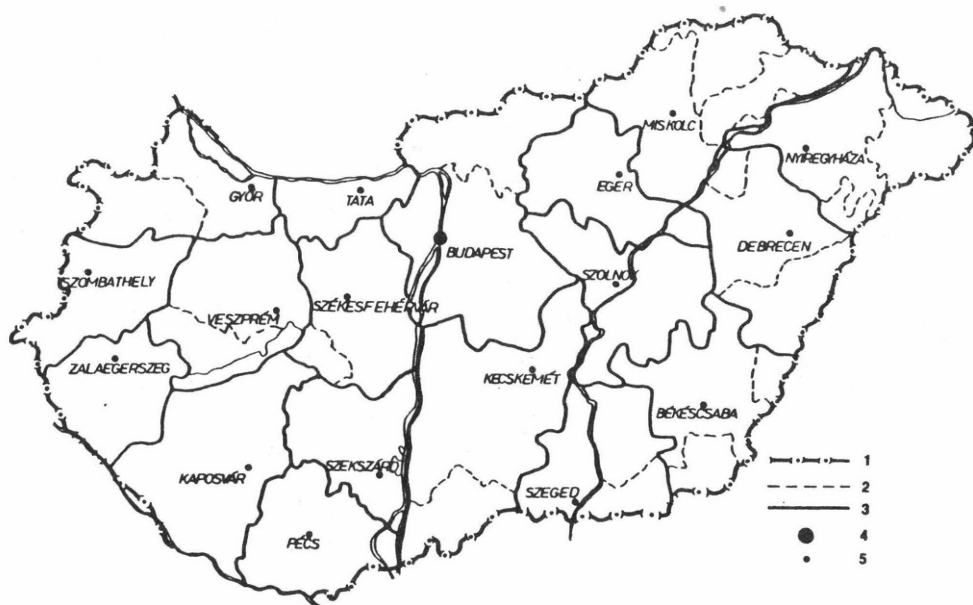 MISKOLC
NYÍREGYHÁZA
EGER
GYŐR
TATA
DEBRECEN
BUDAPEST
SZOMBATHELY
SZOLNOK
SZÉKESFEHÉRVÁR
VESZPRÉM
ZALAEGERSZEG
KECSKEMÉT
BÉKÉSCSABA
KAPOSVÁR
SZEKSZÁRD
SZEGED
PÉCS
1
2
3
4
5